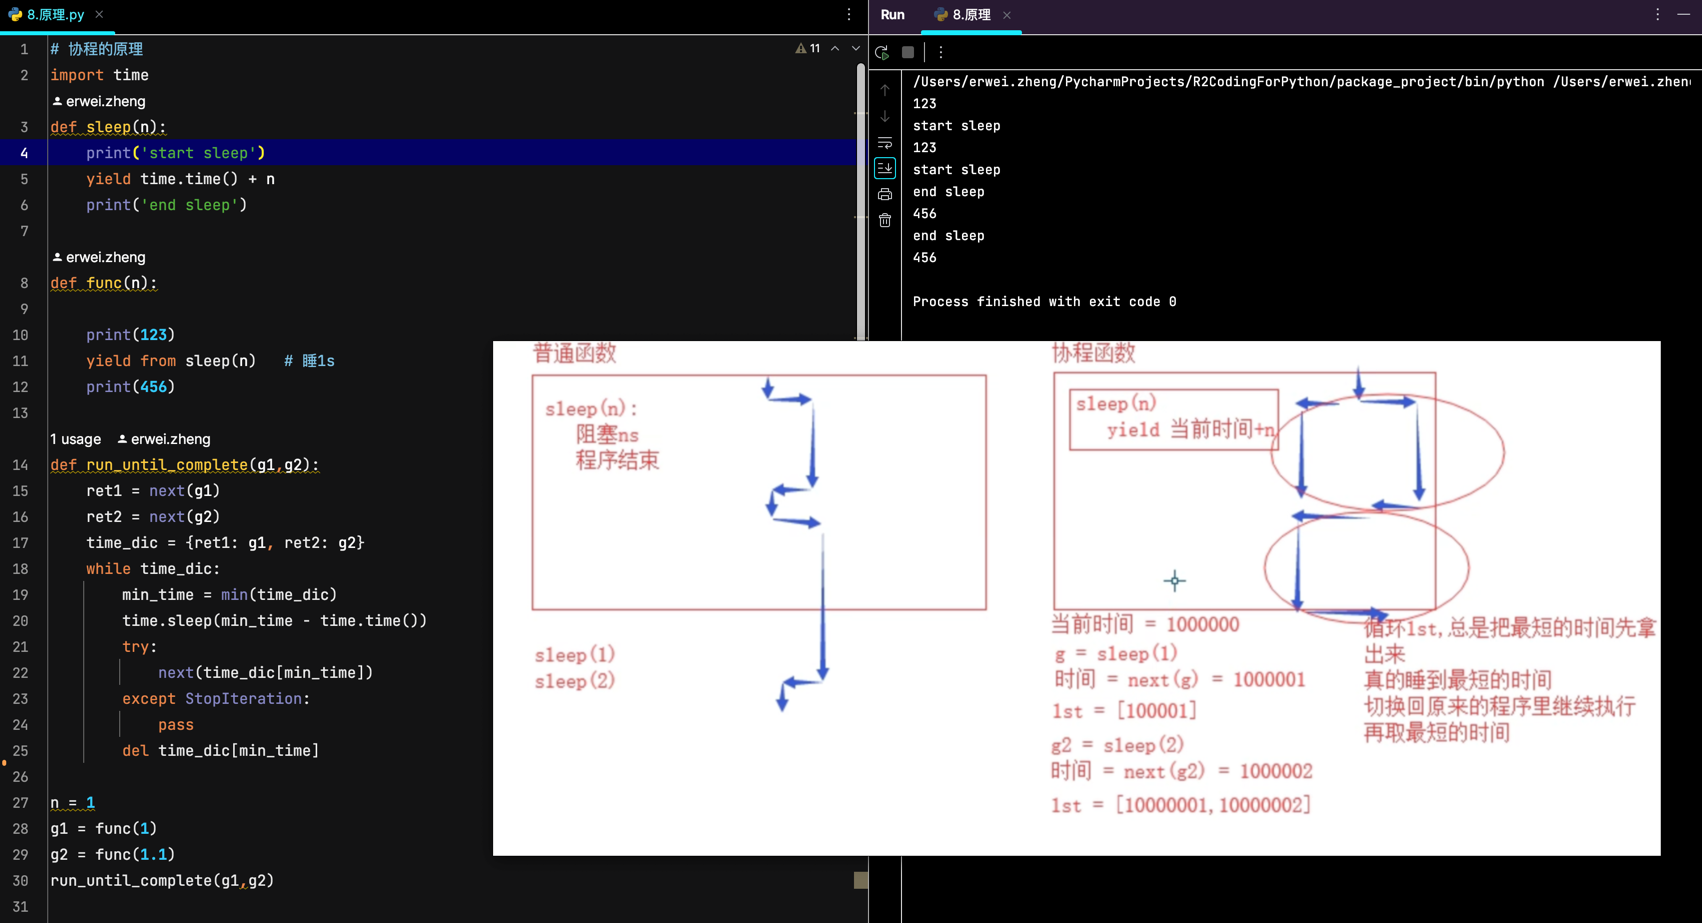 8.原理.py
1 # 协程的原理
11
2 import time
erwei.zheng
3 def sleep(n):
4 print('start sleep')
5 yield time.time() + n
6 print('end sleep')
7
erwei.zheng
8 def func(n):
9
10 print(123)
11 yield from sleep(n) # 睡1s
12 print(456)
13
1 usage erwei.zheng
14 def run_until_complete(g1,g2):
15 ret1 = next(g1)
16 ret2 = next(g2)
17 time_dic = {ret1: g1, ret2: g2}
18 while time_dic:
19 min_time = min(time_dic)
20 time.sleep(min_time - time.time())
21 try:
22 next(time_dic[min_time])
23 except StopIteration:
24 pass
25 del time_dic[min_time]
26
27 n = 1
28 g1 = func(1)
29 g2 = func(1.1)
30 run_until_complete(g1,g2)
31
Run 8.原理
/Users/erwei.zheng/PycharmProjects/R2CodingForPython/package_project/bin/python /Users/erwei.zhen
123
start sleep
123
start sleep
end sleep
456
end sleep
456
Process finished with exit code 0
普通函数
sleep(n):
阻塞ns
程序结束
sleep(1)
sleep(2)
协程函数
sleep(n)
yield 当前时间+n
当前时间 = 1000000
g = sleep(1)
时间 = next(g) = 1000001
lst = [100001]
g2 = sleep(2)
时间 = next(g2) = 1000002
lst = [10000001,10000002]
循环lst,总是把最短的时间先拿
出来
真的睡到最短的时间
切换回原来的程序里继续执行
再取最短的时间